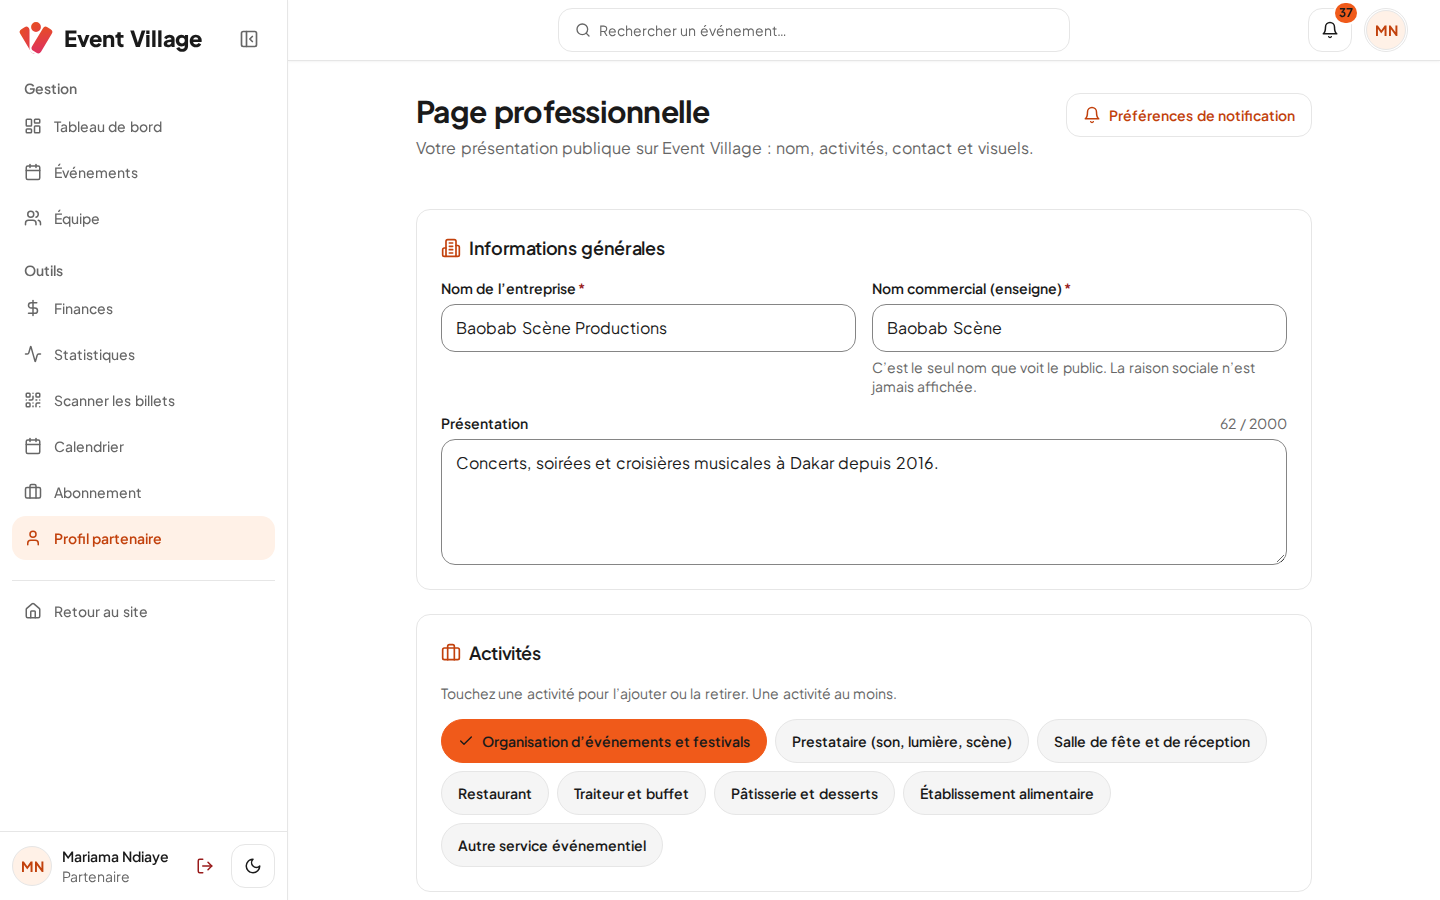 Event Village
Gestion
Tableau de bord
Événements
Équipe
Outils
Finances
Statistiques
Scanner les billets
Calendrier
Abonnement
Profil partenaire
Retour au site
MN
Mariama Ndiaye
Partenaire
Rechercher un événement…
37
MN
Page professionnelle
Votre présentation publique sur Event Village : nom, activités, contact et visuels.
Préférences de notification
Informations générales
Nom de l’entreprise *
Baobab Scène Productions
Nom commercial (enseigne) *
Baobab Scène
C’est le seul nom que voit le public. La raison sociale n’est
jamais affichée.
Présentation
62 / 2000
Concerts, soirées et croisières musicales à Dakar depuis 2016.
Activités
Touchez une activité pour l’ajouter ou la retirer. Une activité au moins.
Organisation d’événements et festivals
Prestataire (son, lumière, scène)
Salle de fête et de réception
Restaurant
Traiteur et buffet
Pâtisserie et desserts
Établissement alimentaire
Autre service événementiel